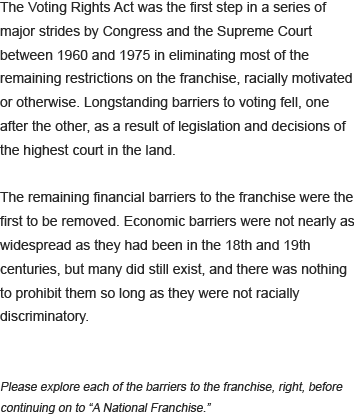 The Voting Rights Act was the first step in a series of
major strides by Congress and the Supreme Court
between 1960 and 1975 in eliminating most of the
remaining restrictions on the franchise, racially motivated
or otherwise. Longstanding barriers to voting fell, one
after the other, as a result of legislation and decisions of
the highest court in the land.
The remaining financial barriers to the franchise were the
first to be removed. Economic barriers were not nearly as
widespread as they had been in the 18th and 19th
centuries, but many did still exist, and there was nothing
to prohibit them so long as they were not racially
discriminatory.
Please explore each of the barriers to the franchise, right, before
continuing on to “A National Franchise.”